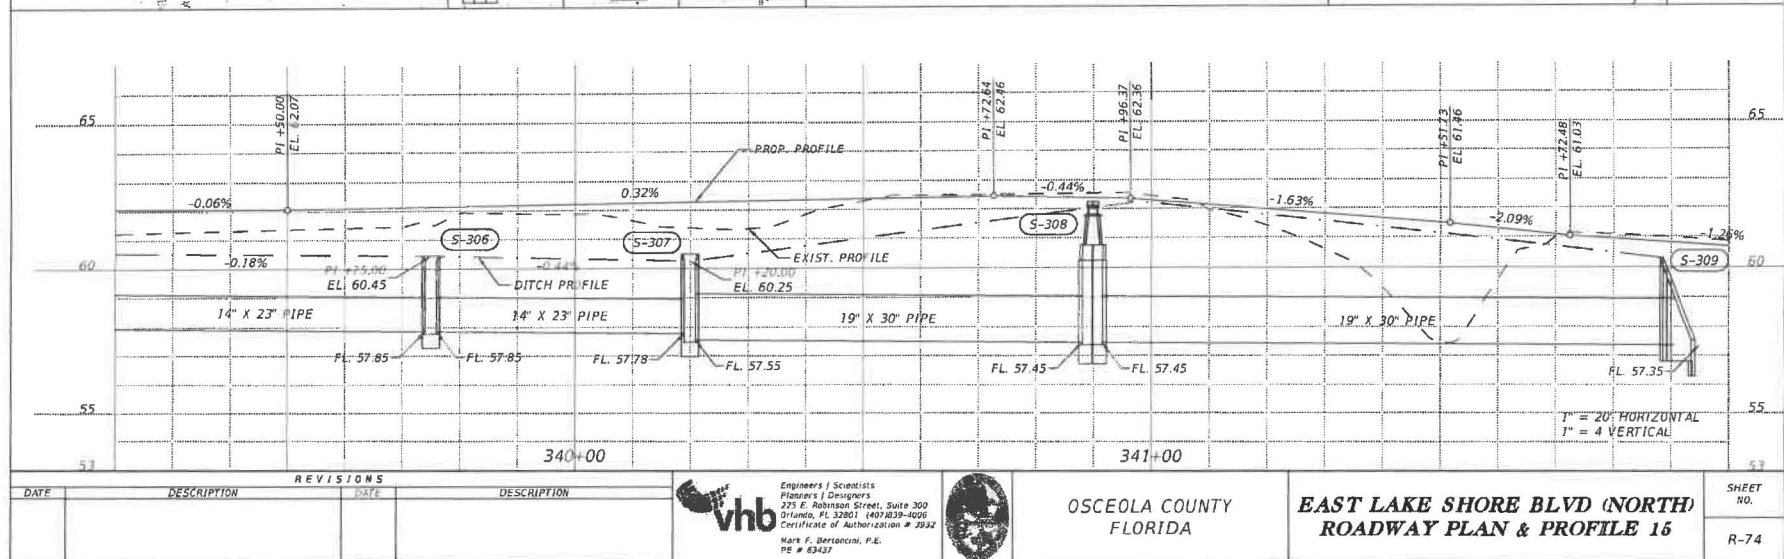 PI +50.00
EL. 62.07
PI +72.64
EL. 62.46
PI +96.37
EL. 62.36
PI +51.23
EL. 61.46
PI +72.48
EL. 61.03
65
65
PROP. PROFILE
-0.06%
0.32%
-0.44%
-1.63%
-2.09%
-1.26%
S-306
S-307
S-308
S-309
EXIST. PROFILE
60
60
-0.18%
PI +75.00
EL. 60.45
-0.44%
DITCH PROFILE
PI +20.00
EL. 60.25
14" X 23" PIPE
14" X 23" PIPE
19" X 30" PIPE
19" X 30" PIPE
FL. 57.85
FL. 57.85
FL. 57.78
FL. 57.55
FL. 57.45
FL. 57.45
FL. 57.35
55
55
1" = 20' HORIZONTAL
1" = 4 VERTICAL
53
53
340+00
341+00
REVISIONS
DATE
DESCRIPTION
DATE
DESCRIPTION
vhb
Engineers | Scientists
Planners | Designers
225 E. Robinson Street, Suite 300
Orlando, FL 32801 (407)839-4006
Certificate of Authorization # 3932
Mark F. Bertoncini, P.E.
PE # 63437
OSCEOLA COUNTY
FLORIDA
EAST LAKE SHORE BLVD (NORTH)
ROADWAY PLAN & PROFILE 15
SHEET
NO.
R-74